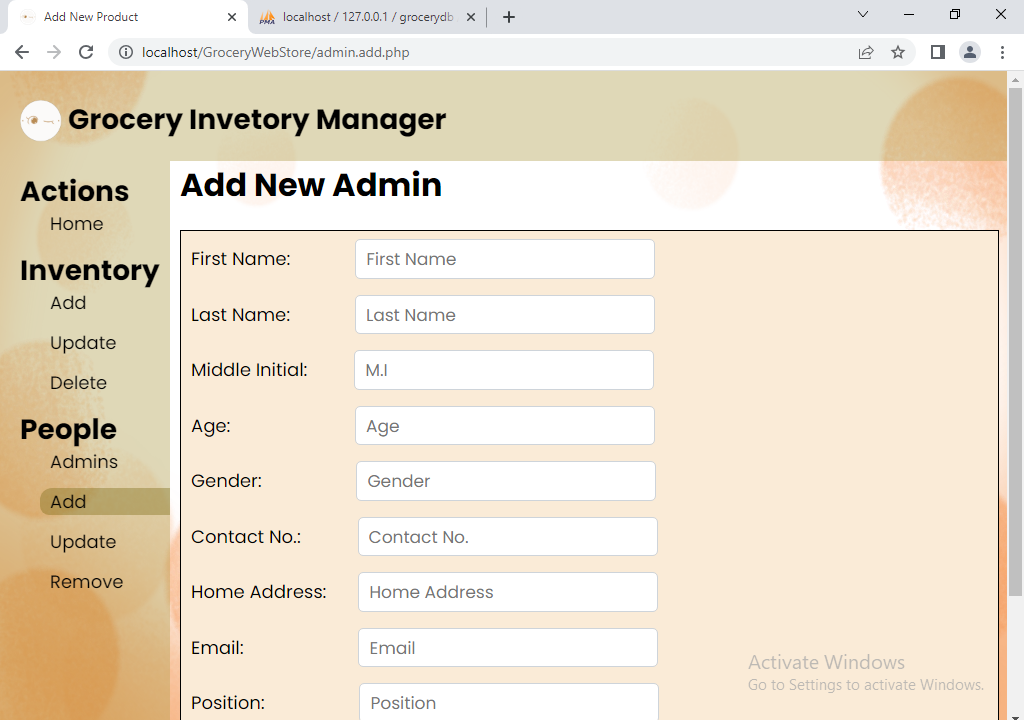 Add New Product
PMA
localhost / 127.0.0.1 / grocerydb
localhost/GroceryWebStore/admin.add.php
Grocery Invetory Manager
Actions
Home
Inventory
Add
Update
Delete
People
Admins
Add
Update
Remove
Add New Admin
First Name: First Name
Last Name: Last Name
Middle Initial: M.I
Age: Age
Gender: Gender
Contact No.: Contact No.
Home Address: Home Address
Email: Email
Position: Position
Activate Windows
Go to Settings to activate Windows.